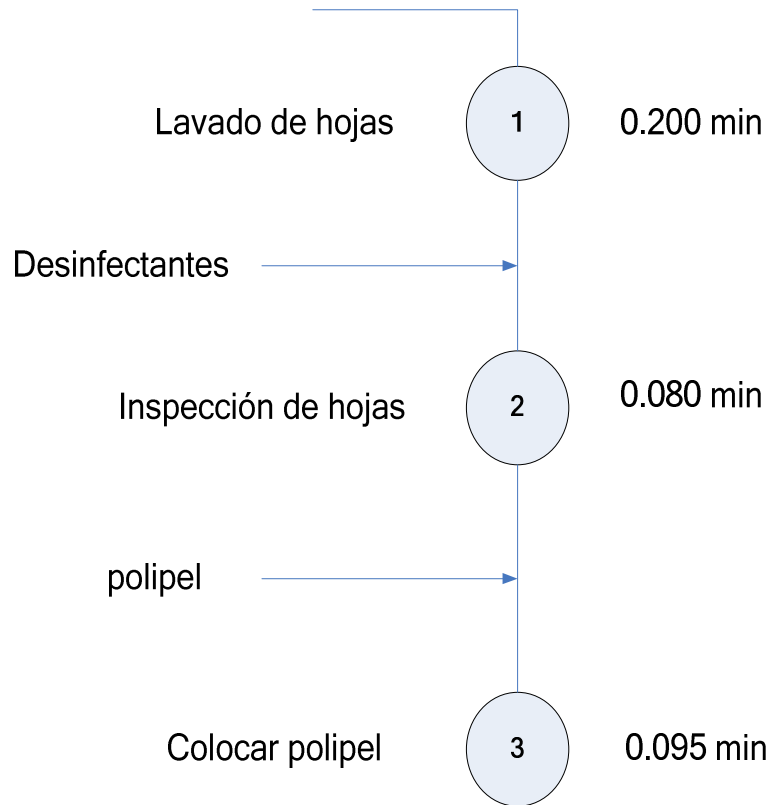 Lavado de hojas 1 0.200 min
Desinfectantes
Inspección de hojas 2 0.080 min
polipel
Colocar polipel 3 0.095 min